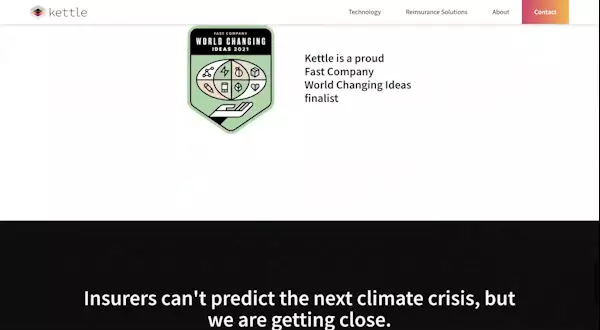 kettle
Technology
Reinsurance Solutions
About
Contact
FAST COMPANY
WORLD CHANGING
IDEAS 2021
Kettle is a proud
Fast Company
World Changing Ideas
finalist
Insurers can't predict the next climate crisis, but
we are getting close.